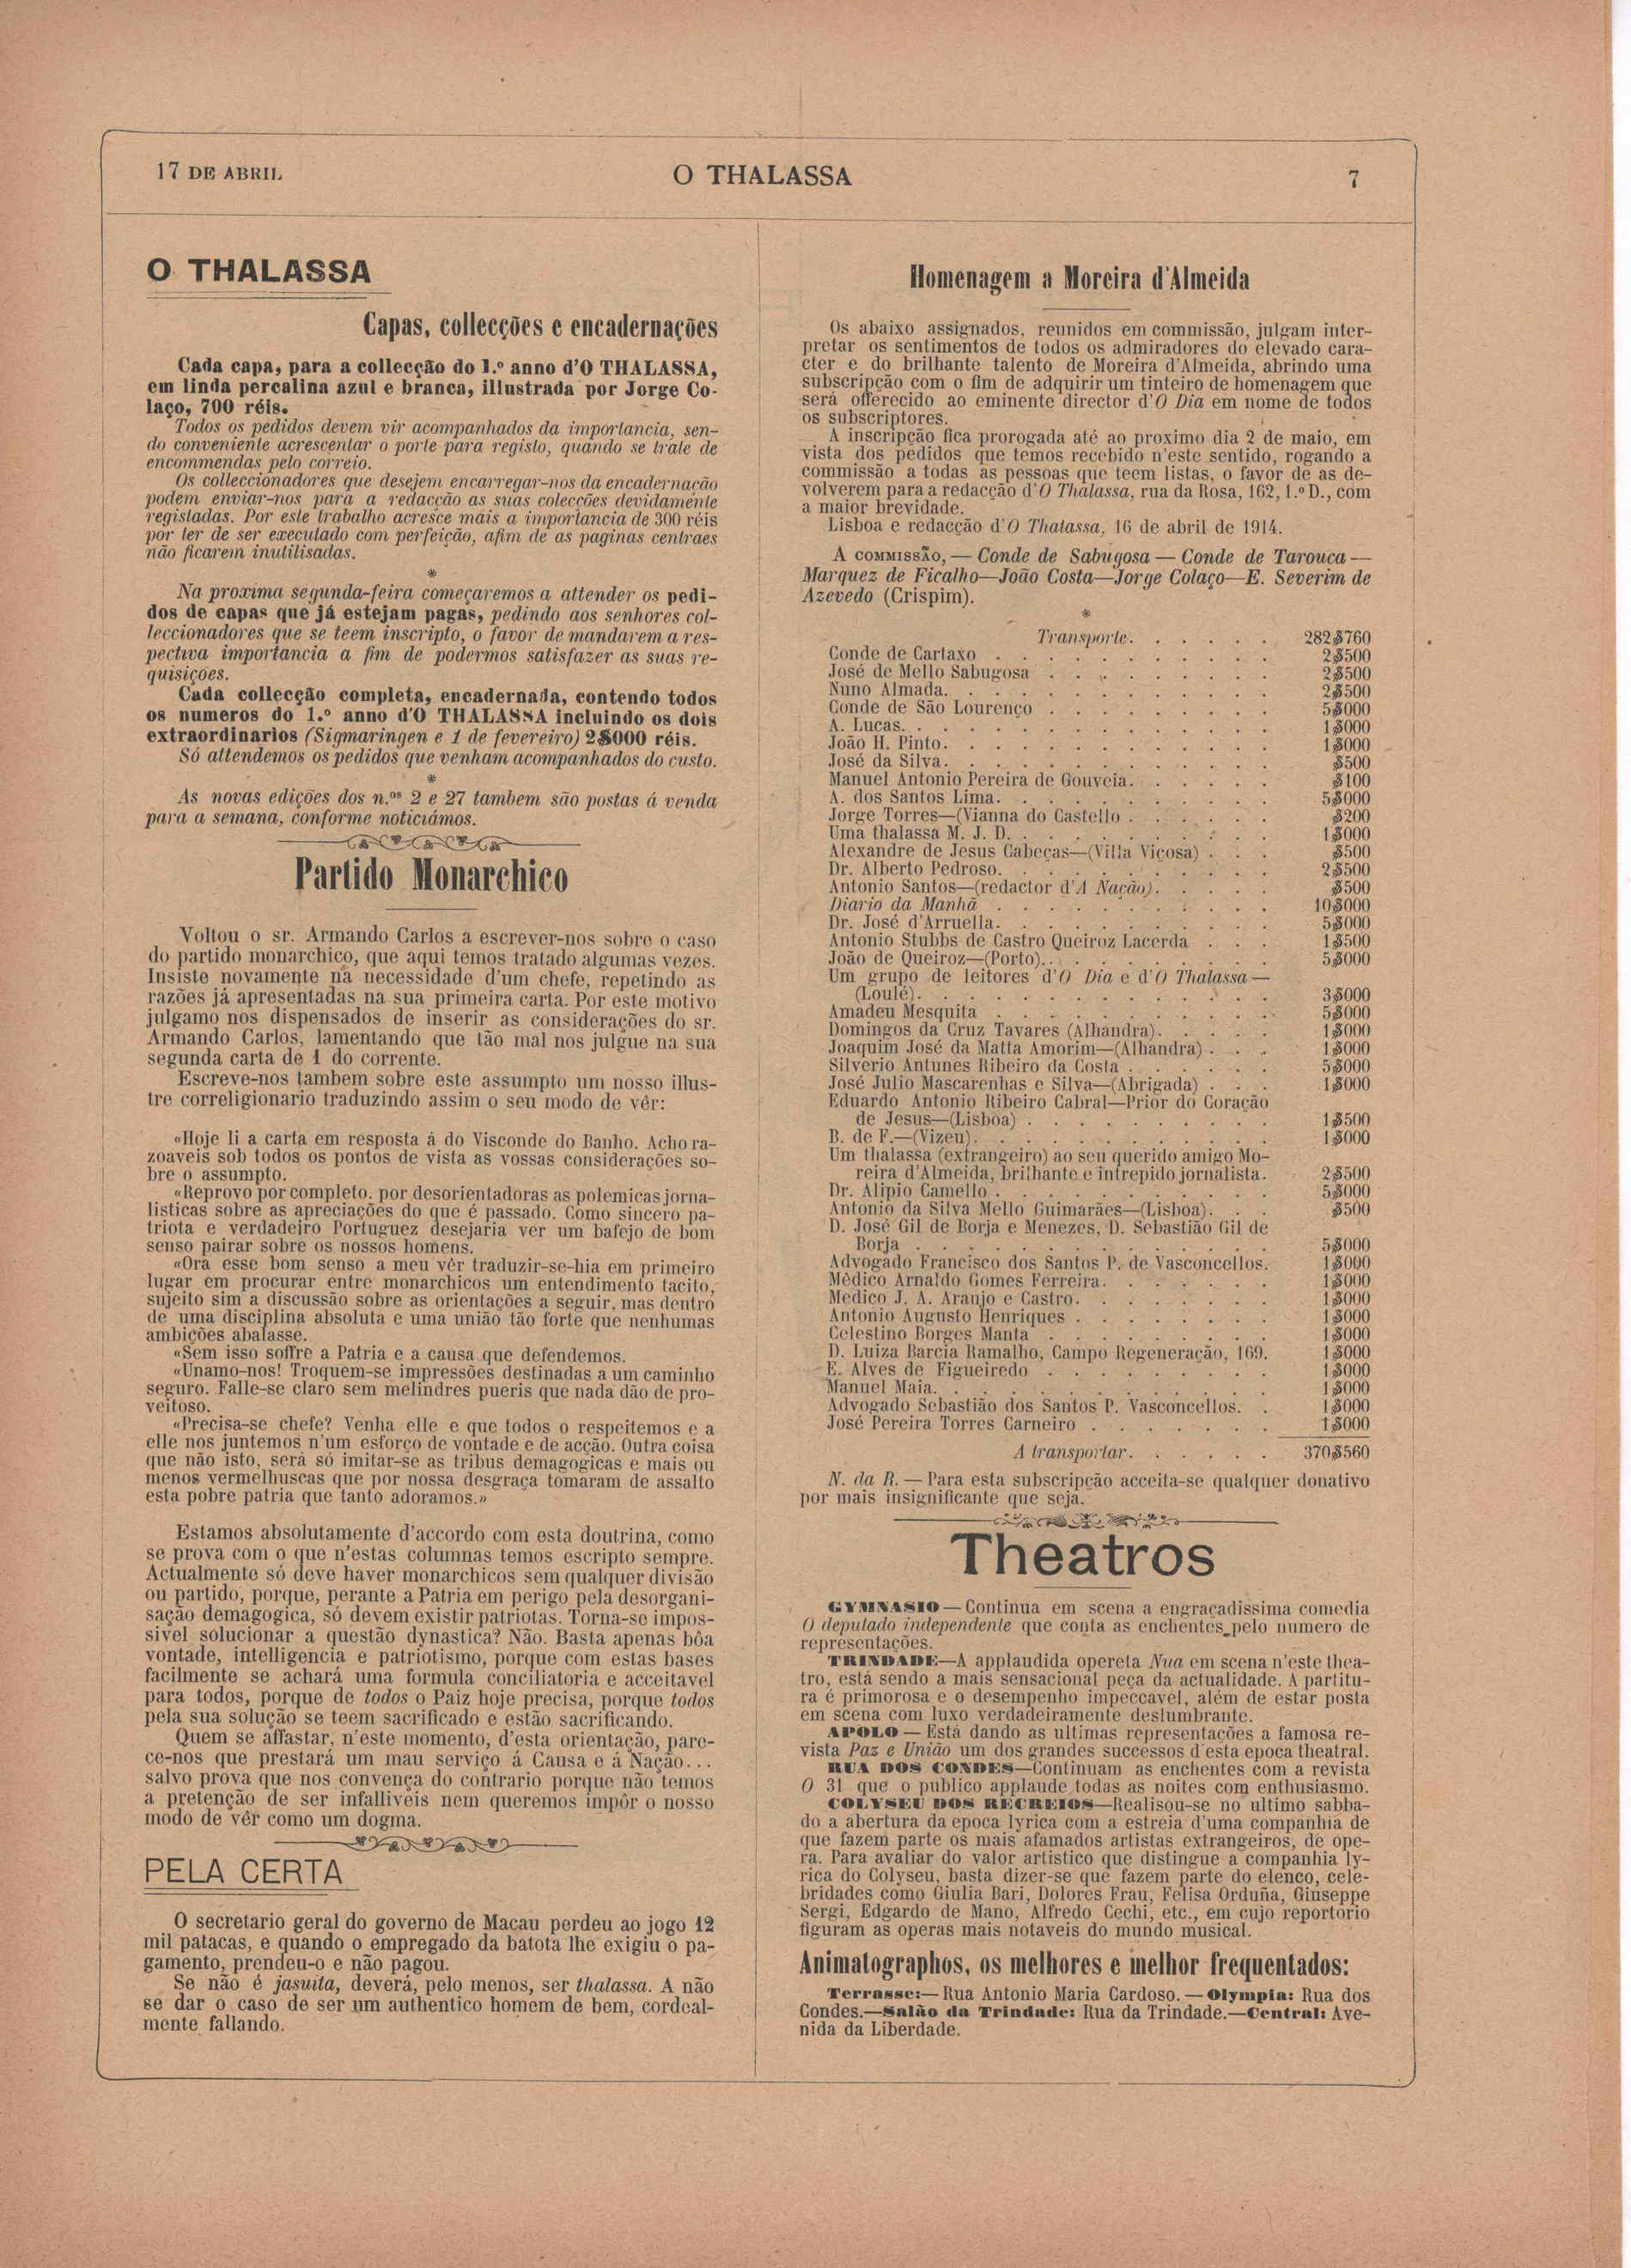 17 DE ABRIL
O THALASSA
7
O THALASSA
Capas, collecções e encadernações
Cada capa, para a collecção do 1.º anno d'O THALASSA,
em linda percalina azul e branca, illustrada por Jorge Co-
laço, 700 réis.
Todos os pedidos devem vir acompanhados da importancia, sen-
do conveniente acrescentar o porte para registo, quando se trate de
encommendas pelo correio.
Os colleccionadores que desejem encarregar-nos da encadernação
podem enviar-nos para a redacção as suas colecções devidamente
registadas. Por este trabalho acresce mais a importancia de 300 réis
por ter de ser executado com perfeição, afim de as paginas centraes
não ficarem inutilisadas.
*
Na proxima segunda-feira começaremos a attender os pedi-
dos de capas que já estejam pagas, pedindo aos senhores col-
leccionadores que se teem inscripto, o favor de mandarem a res-
pectiva importancia a fim de podermos satisfazer as suas re-
quisições.
Cada collecção completa, encadernada, contendo todos
os numeros do 1.º anno d'O THALASSA incluindo os dois
extraordinarios (Sigmaringen e 1 de fevereiro) 2$000 réis.
Só attendemos os pedidos que venham acompanhados do custo.
*
As novas edições dos n.os 2 e 27 tambem são postas á venda
para a semana, conforme noticiámos.
Partido Monarchico
Voltou o sr. Armando Carlos a escrever-nos sobre o caso
do partido monarchico, que aqui temos tratado algumas vezes.
Insiste novamente na necessidade d'um chefe, repetindo as
razões já apresentadas na sua primeira carta. Por este motivo
julgamo nos dispensados de inserir as considerações do sr.
Armando Carlos, lamentando que tão mal nos julgue na sua
segunda carta de 1 do corrente.
Escreve-nos tambem sobre este assumpto um nosso illus-
tre correligionario traduzindo assim o seu modo de vêr:
«Hoje li a carta em resposta á do Visconde do Banho. Acho ra-
zoaveis sob todos os pontos de vista as vossas considerações so-
bre o assumpto.
«Reprovo por completo, por desorientadoras as polemicas jorna-
listicas sobre as apreciações do que é passado. Como sincero pa-
triota e verdadeiro Portuguez desejaria ver um bafejo de bom
senso pairar sobre os nossos homens.
«Ora esse bom senso a meu vêr traduzir-se-hia em primeiro
lugar em procurar entre monarchicos um entendimento tacito,
sujeito sim a discussão sobre as orientações a seguir, mas dentro
de uma disciplina absoluta e uma união tão forte que nenhumas
ambições abalasse.
«Sem isso soffre a Patria e a causa que defendemos.
«Unamo-nos! Troquem-se impressões destinadas a um caminho
seguro. Falle-se claro sem melindres pueris que nada dão de pro-
veitoso.
«Precisa-se chefe? Venha elle e que todos o respeitemos e a
elle nos juntemos n'um esforço de vontade e de acção. Outra coisa
que não isto, será só imitar-se as tribus demagogicas e mais ou
menos vermelhuscas que por nossa desgraça tomaram de assalto
esta pobre patria que tanto adoramos.»
Estamos absolutamente d'accordo com esta doutrina, como
se prova com o que n'estas columnas temos escripto sempre.
Actualmente só deve haver monarchicos sem qualquer divisão
ou partido, porque, perante a Patria em perigo pela desorgani-
sação demagogica, só devem existir patriotas. Torna-se impos-
sivel solucionar a questão dynastica? Não. Basta apenas bôa
vontade, intelligencia e patriotismo, porque com estas bases
facilmente se achará uma formula conciliatoria e acceitavel
para todos, porque de todos o Paiz hoje precisa, porque todos
pela sua solução se teem sacrificado e estão sacrificando.
Quem se affastar, n'este momento, d'esta orientação, pare-
ce-nos que prestará um mau serviço á Causa e á Nação...
salvo prova que nos convença do contrario porque não temos
a pretenção de ser infalliveis nem queremos impôr o nosso
modo de vêr como um dogma.
PELA CERTA
O secretario geral do governo de Macau perdeu ao jogo 12
mil patacas, e quando o empregado da batota lhe exigiu o pa-
gamento, prendeu-o e não pagou.
Se não é jasuita, deverá, pelo menos, ser thalassa. A não
se dar o caso de ser um authentico homem de bem, cordeal-
mente fallando.
Homenagem a Moreira d'Almeida
Os abaixo assignados, reunidos em commissão, julgam inter-
pretar os sentimentos de todos os admiradores do elevado cara-
cter e do brilhante talento de Moreira d'Almeida, abrindo uma
subscripção com o fim de adquirir um tinteiro de homenagem que
será offerecido ao eminente director d'O Dia em nome de todos
os subscriptores.
A inscripção fica prorogada até ao proximo dia 2 de maio, em
vista dos pedidos que temos recebido n'este sentido, rogando a
commissão a todas as pessoas que teem listas, o favor de as de-
volverem para a redacção d'O Thalassa, rua da Rosa, 162, 1.º D., com
a maior brevidade.
Lisboa e redacção d'O Thatassa, 16 de abril de 1914.
A COMMISSÃO, — Conde de Sabugosa — Conde de Tarouca —
Marquez de Ficalho—João Costa—Jorge Colaço—E. Severim de
Azevedo (Crispim).
*
Transporte. . . . . . 282$760
Conde de Cartaxo . . . . . . 2$500
José de Mello Sabugosa . . . . . . 2$500
Nuno Almada. . . . . . 2$500
Conde de São Lourenço . . . . . . 5$000
A. Lucas. . . . . . 1$000
João H. Pinto. . . . . . 1$000
José da Silva. . . . . . $500
Manuel Antonio Pereira de Gouveia. . . . . . $100
A. dos Santos Lima. . . . . . 5$000
Jorge Torres—(Vianna do Castello . . . . . . $200
Uma thalassa M. J. D. . . . . . 1$000
Alexandre de Jesus Cabeças—(Villa Viçosa) . . . $500
Dr. Alberto Pedroso. . . . . . 2$500
Antonio Santos—(redactor d'A Nação). . . . . $500
Diario da Manhã . . . . . . 10$000
Dr. José d'Arruella. . . . . . 5$000
Antonio Stubbs de Castro Queiroz Lacerda . . . 1$500
João de Queiroz—(Porto). . . . . . 5$000
Um grupo de leitores d'O Dia e d'O Thalassa—
(Loulé). . . . . . 3$000
Amadeu Mesquita . . . . . . 5$000
Domingos da Cruz Tavares (Alhandra). . . . . 1$000
Joaquim José da Matta Amorim—(Alhandra) . . . 1$000
Silverio Antunes Ribeiro da Costa . . . . . . 5$000
José Julio Mascarenhas e Silva—(Abrigada) . . . 1$000
Eduardo Antonio Ribeiro Cabral—Prior do Coração
de Jesus—(Lisboa) . . . . . . 1$500
B. de F.—(Vizeu). . . . . . 1$000
Um thalassa (extrangeiro) ao seu querido amigo Mo-
reira d'Almeida, brilhante e intrepido jornalista. 2$500
Dr. Alipio Camello . . . . . . 5$000
Antonio da Silva Mello Guimarães—(Lisboa). . . $500
D. José Gil de Borja e Menezes, D. Sebastião Gil de
Borja . . . . . . 5$000
Advogado Francisco dos Santos P. de Vasconcellos. 1$000
Médico Arnaldo Gomes Ferreira. . . . . . 1$000
Medico J. A. Araujo e Castro. . . . . . 1$000
Antonio Augusto Henriques . . . . . . 1$000
Celestino Borges Manta . . . . . . 1$000
D. Luiza Barcia Ramalho, Campo Regeneração, 169. 1$000
E. Alves de Figueiredo . . . . . . 1$000
Manuel Maia. . . . . . 1$000
Advogado Sebastião dos Santos P. Vasconcellos. . 1$000
José Pereira Torres Carneiro . . . . . . 1$000
A transportar. . . . . . 370$560
N. da R. — Para esta subscripção acceita-se qualquer donativo
por mais insignificante que seja.
Theatros
GYMNASIO — Continua em scena a engraçadissima comedia
O deputado independente que conta as enchentes pelo numero de
representações.
TRINDADE—A applaudida opereta Nua em scena n'este thea-
tro, está sendo a mais sensacional peça da actualidade. A partitu-
ra é primorosa e o desempenho impeccavel, além de estar posta
em scena com luxo verdadeiramente deslumbrante.
APOLO — Está dando as ultimas representações a famosa re-
vista Paz e União um dos grandes successos d'esta epoca theatral.
RUA DOS CONDES—Continuam as enchentes com a revista
O 31 que o publico applaude todas as noites com enthusiasmo.
COLYSEU DOS RECREIOS—Realisou-se no ultimo sabba-
do a abertura da epoca lyrica com a estreia d'uma companhia de
que fazem parte os mais afamados artistas extrangeiros, de ope-
ra. Para avaliar do valor artistico que distingue a companhia ly-
rica do Colyseu, basta dizer-se que fazem parte do elenco, cele-
bridades como Giulia Bari, Dolores Frau, Felisa Orduña, Giuseppe
Sergi, Edgardo de Mano, Alfredo Cechi, etc., em cujo reportorio
figuram as operas mais notaveis do mundo musical.
Animatographos, os melhores e melhor frequentados:
Terrasse:—Rua Antonio Maria Cardoso.—Olympia: Rua dos
Condes.—Salão da Trindade: Rua da Trindade.—Central: Ave-
nida da Liberdade.